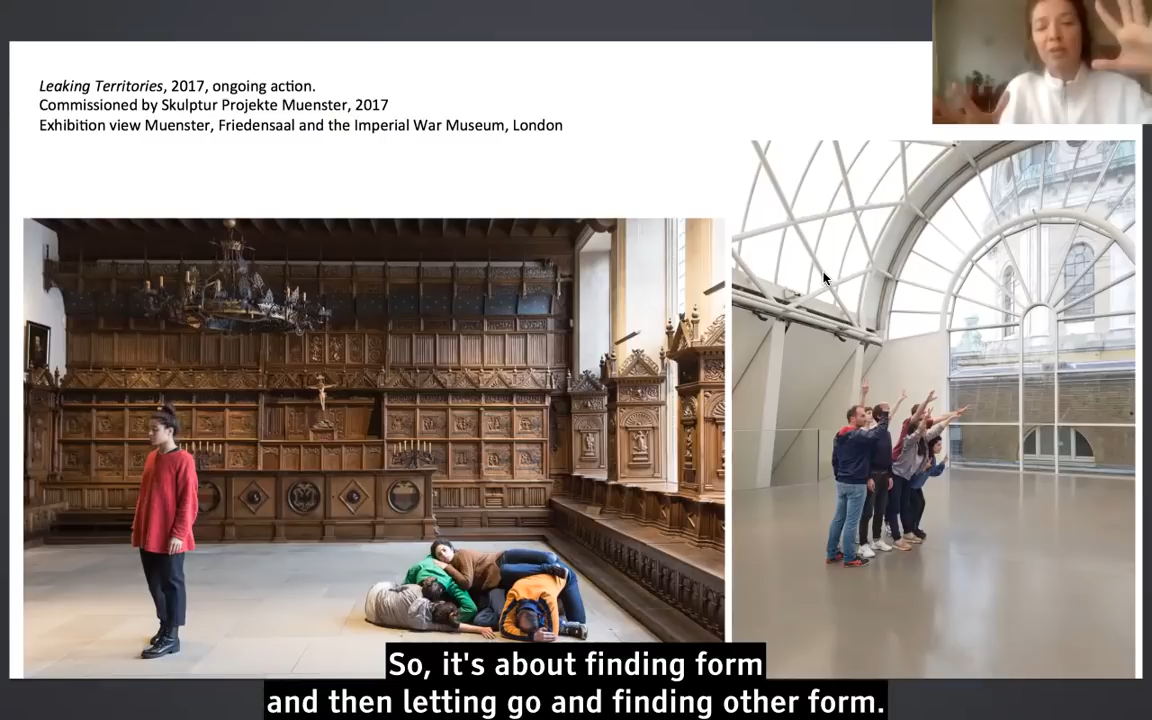 Leaking Territories, 2017, ongoing action.
Commissioned by Skulptur Projekte Muenster, 2017
Exhibition view Muenster, Friedensaal and the Imperial War Museum, London
So, it's about finding form
and then letting go and finding other form.